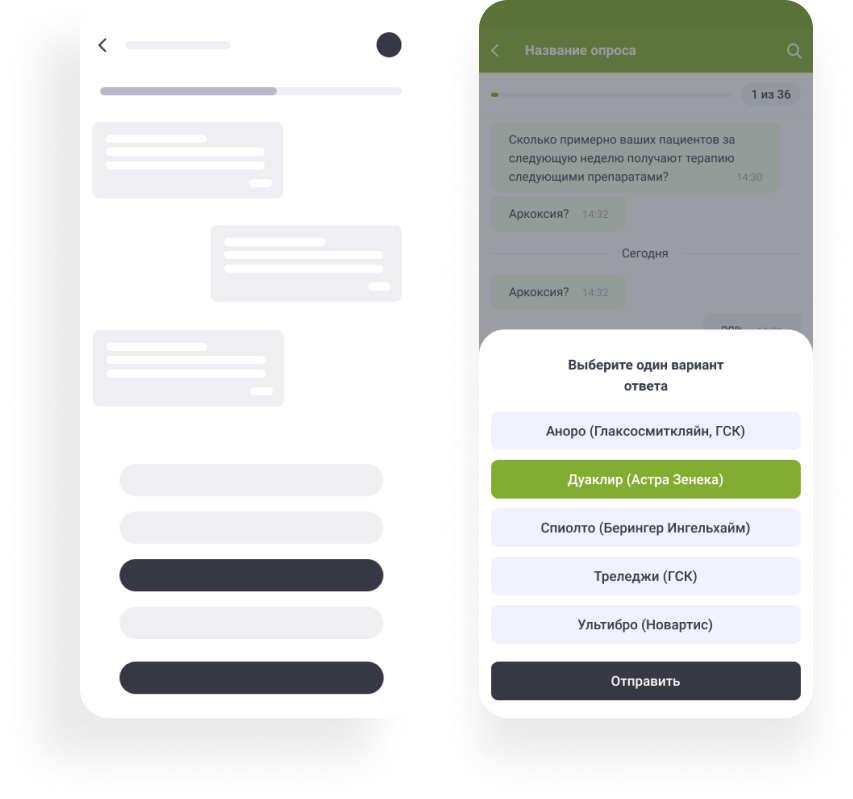 Название опроса
1 из 36
Сколько примерно ваших пациентов за
следующую неделю получают терапию
следующими препаратами? 14:30
Аркоксия? 14:32
Сегодня
Аркоксия? 14:32
Выберите один вариант
ответа
Аноро (Глаксосмиткляйн, ГСК)
Дуаклир (Астра Зенека)
Спиолто (Берингер Ингельхайм)
Треледжи (ГСК)
Ультибро (Новартис)
Отправить